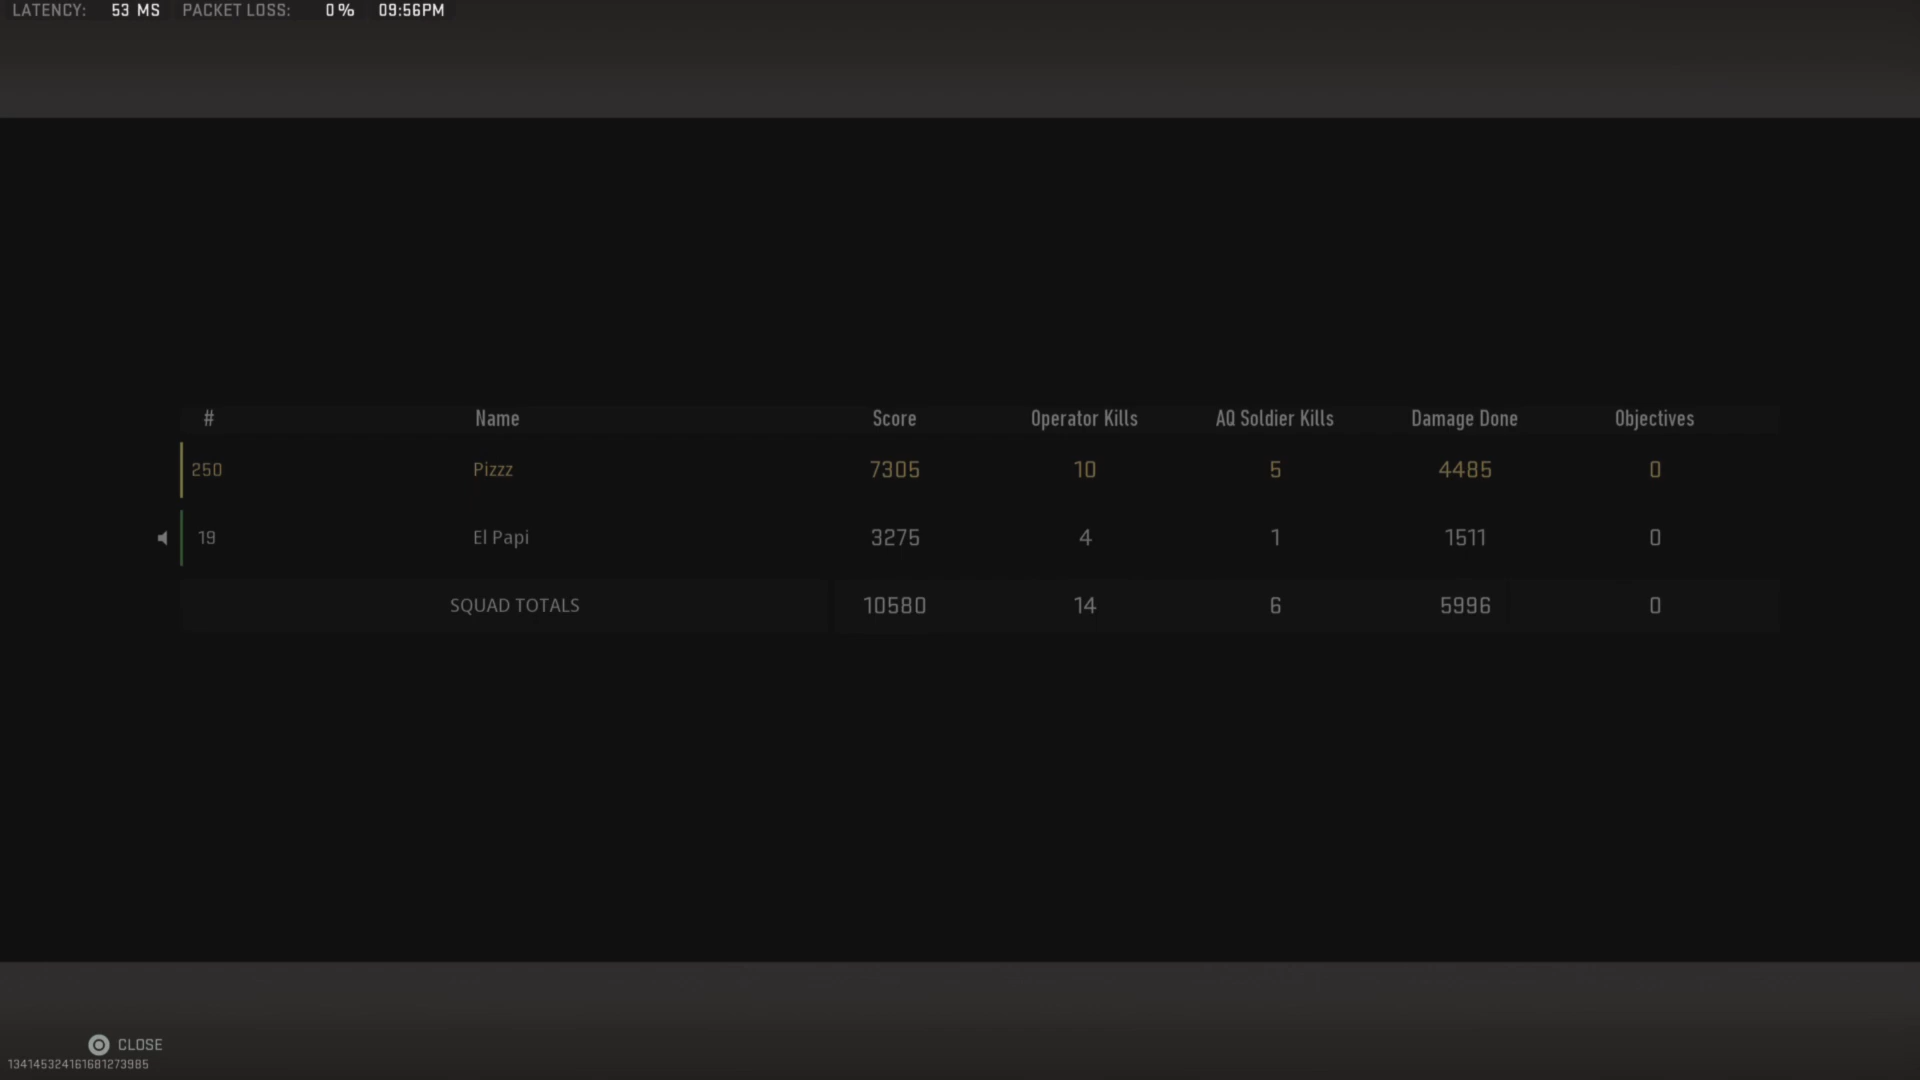 LATENCY: 53 MS PACKET LOSS: 0% 09:56PM
# Name Score Operator Kills AQ Soldier Kills Damage Done Objectives
250 Pizzz 7305 10 5 4485 0
19 El Papi 3275 4 1 1511 0
SQUAD TOTALS 10580 14 6 5996 0
CLOSE
134145324161681273985